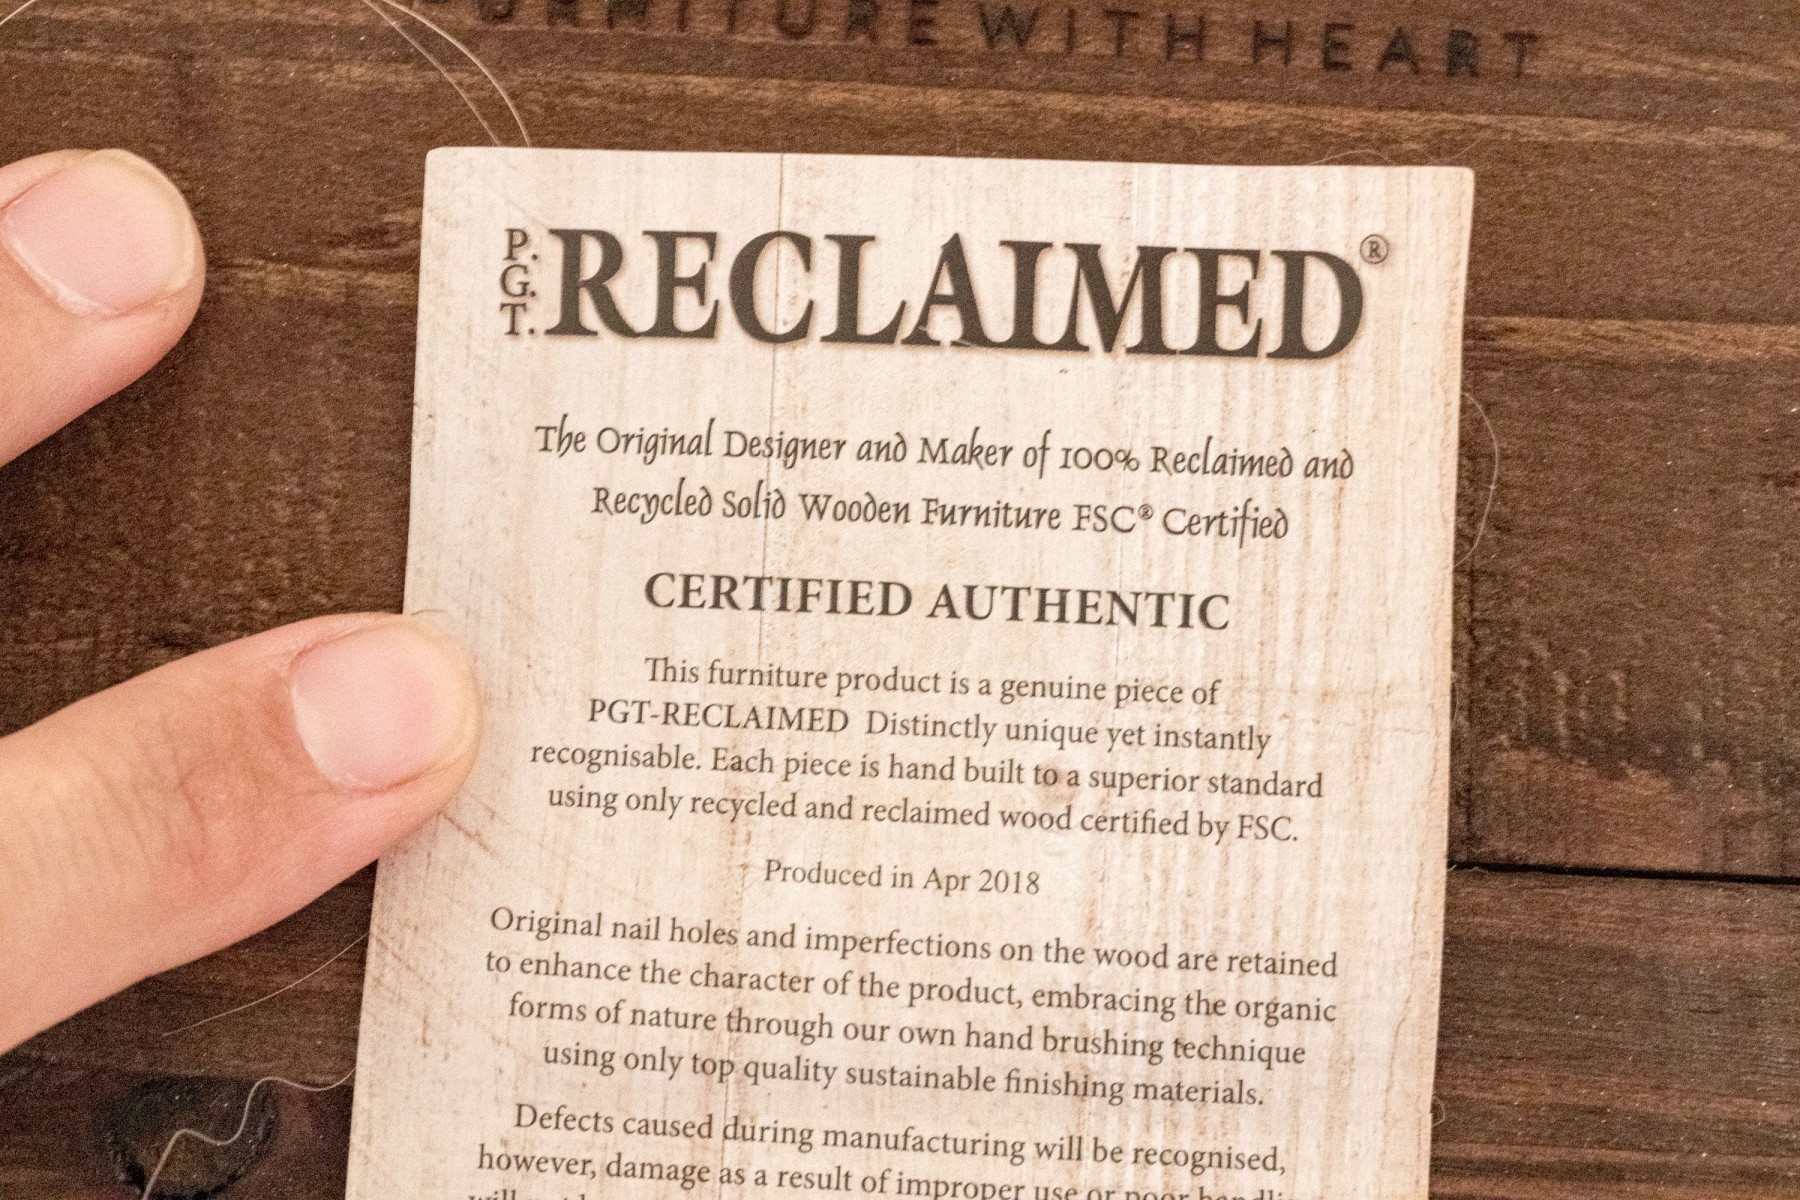 FURNITURE WITH HEART
P.
G.
T.
RECLAIMED®
The Original Designer and Maker of 100% Reclaimed and
Recycled Solid Wooden Furniture FSC® Certified
CERTIFIED AUTHENTIC
This furniture product is a genuine piece of
PGT-RECLAIMED Distinctly unique yet instantly
recognisable. Each piece is hand built to a superior standard
using only recycled and reclaimed wood certified by FSC.
Produced in Apr 2018
Original nail holes and imperfections on the wood are retained
to enhance the character of the product, embracing the organic
forms of nature through our own hand brushing technique
using only top quality sustainable finishing materials.
Defects caused during manufacturing will be recognised,
however, damage as a result of improper use or poor